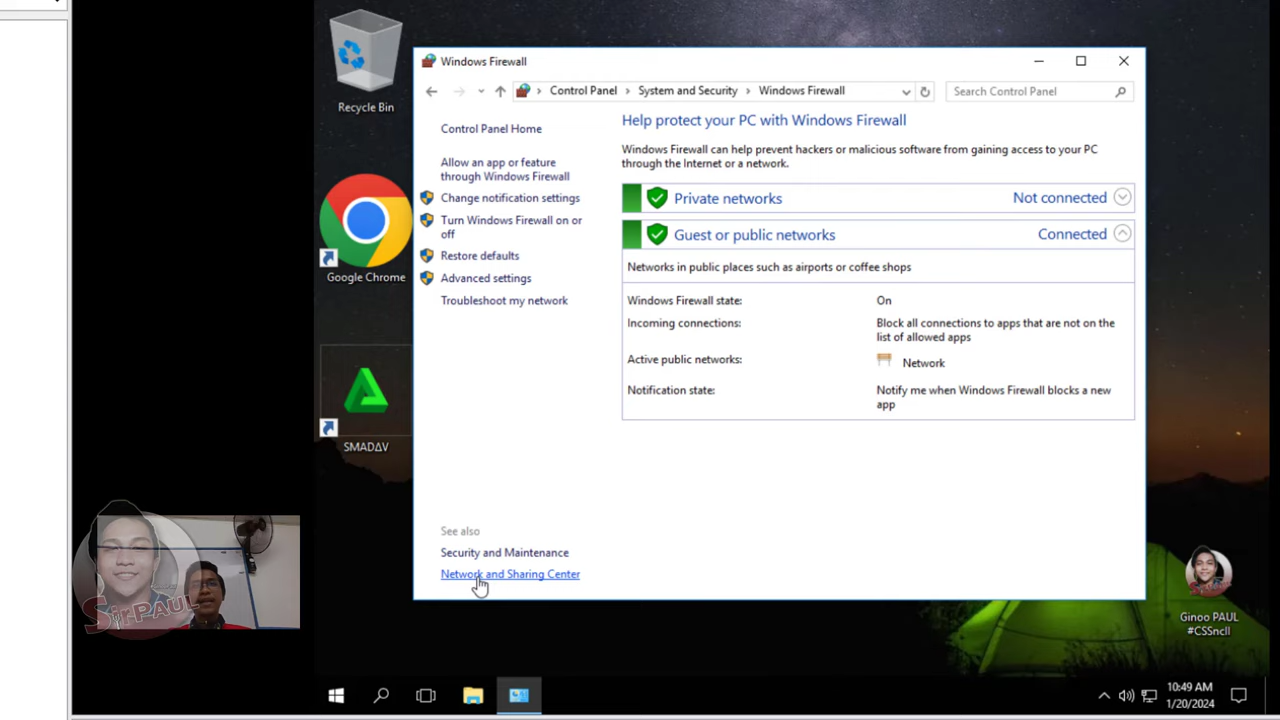 Recycle Bin
Google Chrome
SMADΔV
Windows Firewall
Control Panel > System and Security > Windows Firewall
Search Control Panel
Control Panel Home
Allow an app or feature
through Windows Firewall
Change notification settings
Turn Windows Firewall on or
off
Restore defaults
Advanced settings
Troubleshoot my network
See also
Security and Maintenance
Network and Sharing Center
Help protect your PC with Windows Firewall
Windows Firewall can help prevent hackers or malicious software from gaining access to your PC
through the Internet or a network.
Private networks Not connected
Guest or public networks Connected
Networks in public places such as airports or coffee shops
Windows Firewall state: On
Incoming connections: Block all connections to apps that are not on the
list of allowed apps
Active public networks: Network
Notification state: Notify me when Windows Firewall blocks a new
app
SirPAUL
Ginoo PAUL
#CSSncII
10:49 AM
1/20/2024